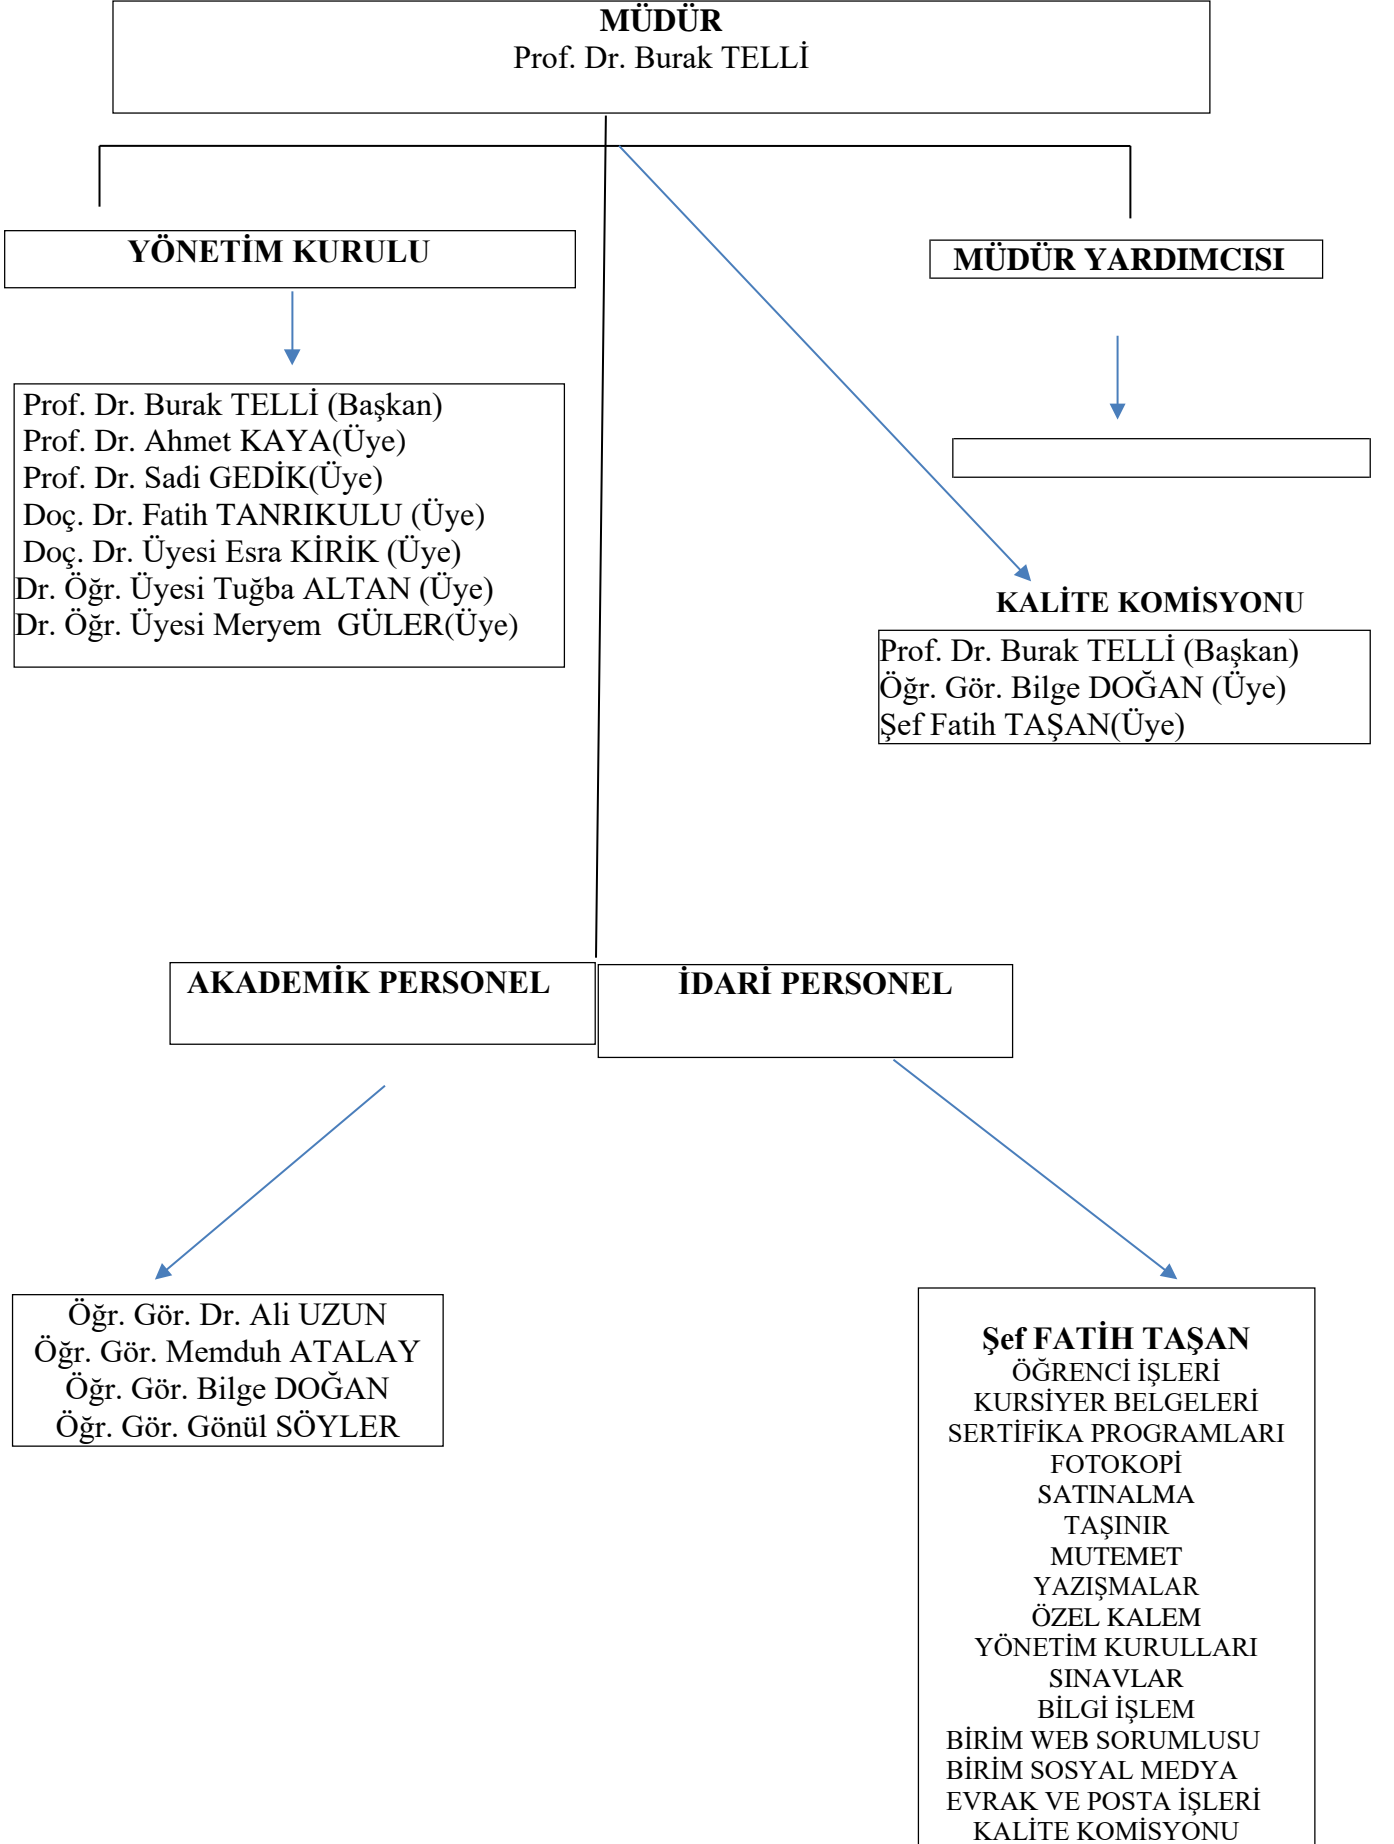 MÜDÜR
Prof. Dr. Burak TELLİ
YÖNETİM KURULU
MÜDÜR YARDIMCISI
Prof. Dr. Burak TELLİ (Başkan)
Prof. Dr. Ahmet KAYA(Üye)
Prof. Dr. Sadi GEDİK(Üye)
Doç. Dr. Fatih TANRIKULU (Üye)
Doç. Dr. Üyesi Esra KİRİK (Üye)
Dr. Öğr. Üyesi Tuğba ALTAN (Üye)
Dr. Öğr. Üyesi Meryem  GÜLER(Üye)
KALİTE KOMİSYONU
Prof. Dr. Burak TELLİ (Başkan)
Öğr. Gör. Bilge DOĞAN (Üye)
Şef Fatih TAŞAN(Üye)
AKADEMİK PERSONEL
İDARİ PERSONEL
Öğr. Gör. Dr. Ali UZUN
Öğr. Gör. Memduh ATALAY
Öğr. Gör. Bilge DOĞAN
Öğr. Gör. Gönül SÖYLER
Şef FATİH TAŞAN
ÖĞRENCİ İŞLERİ
KURSİYER BELGELERİ
SERTİFİKA PROGRAMLARI
FOTOKOPİ
SATINALMA
TAŞINIR
MUTEMET
YAZIŞMALAR
ÖZEL KALEM
YÖNETİM KURULLARI
SINAVLAR
BİLGİ İŞLEM
BİRİM WEB SORUMLUSU
BİRİM SOSYAL MEDYA
EVRAK VE POSTA İŞLERİ
KALİTE KOMİSYONU